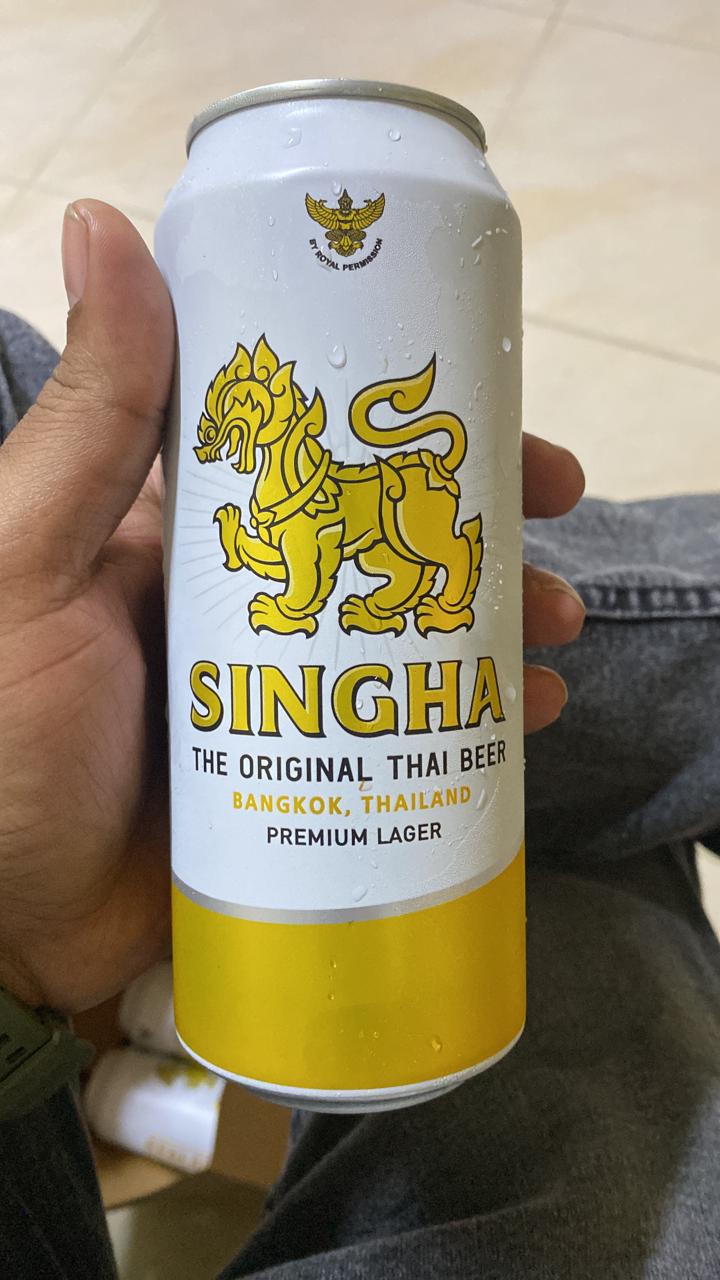 BY ROYAL PERMISSION
SINGHA
THE ORIGINAL THAI BEER
BANGKOK, THAILAND
PREMIUM LAGER